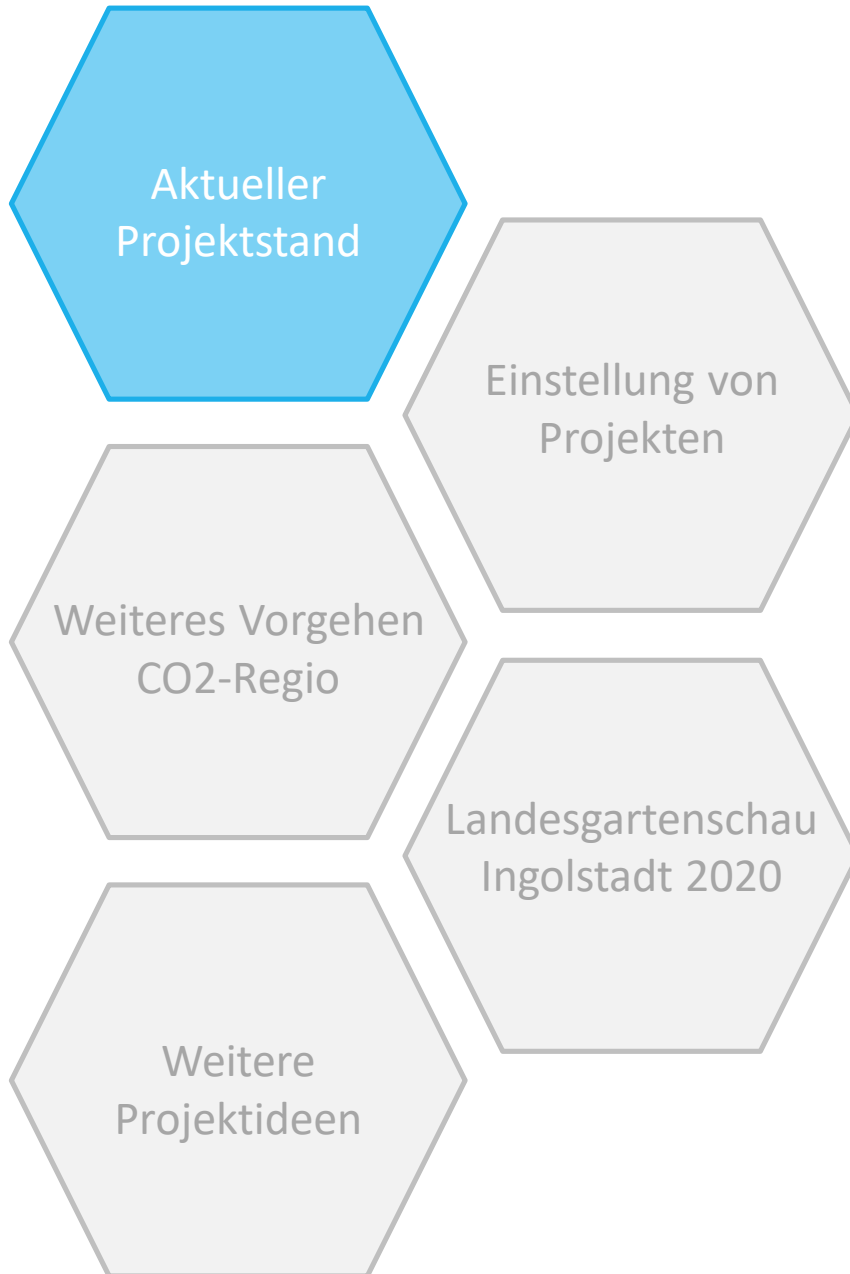 Aktueller
Projektstand
Einstellung von
Projekten
Weiteres Vorgehen
CO2-Regio
Landesgartenschau
Ingolstadt 2020
Weitere
Projektideen